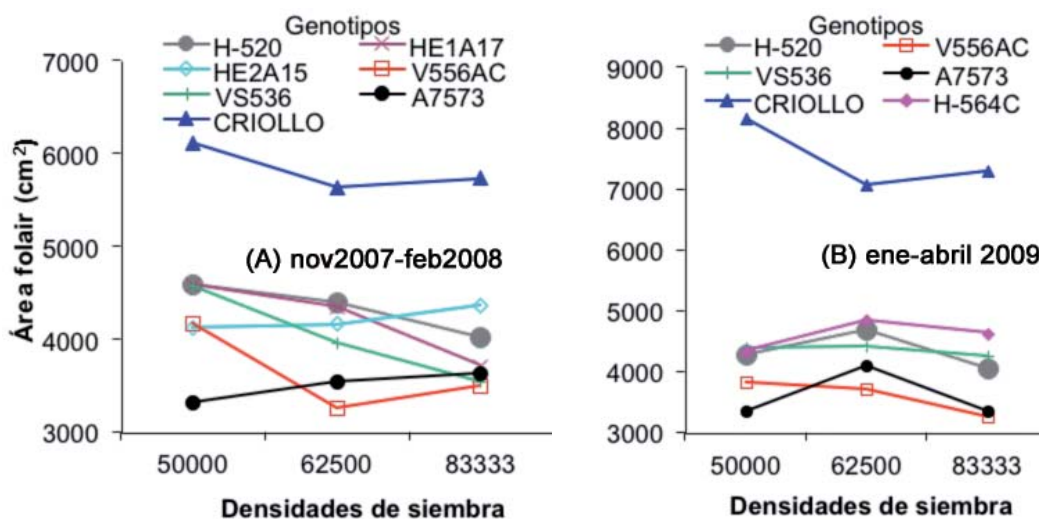 Genotipos
H-520 HE1A17
HE2A15 V556AC
VS536 A7573
CRIOLLO
7000
6000
5000
4000
3000
Área folair (cm²)
(A) nov2007-feb2008
50000 62500 83333
Densidades de siembra
Genotipos
H-520 V556AC
VS536 A7573
CRIOLLO H-564C
9000
8000
7000
6000
5000
4000
3000
(B) ene-abril 2009
50000 62500 83333
Densidades de siembra